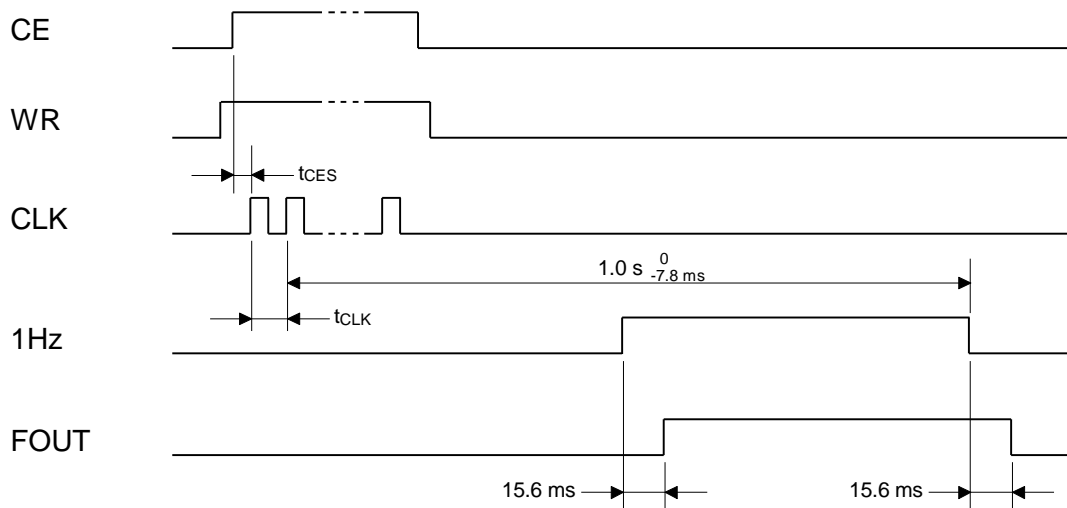 CE
WR
tCES
CLK
1.0 s 0 -7.8 ms
tCLK
1Hz
FOUT
15.6 ms 15.6 ms